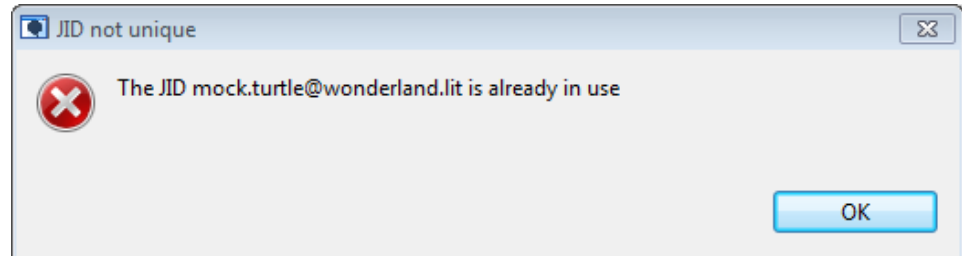 JID not unique
The JID mock.turtle@wonderland.lit is already in use
OK